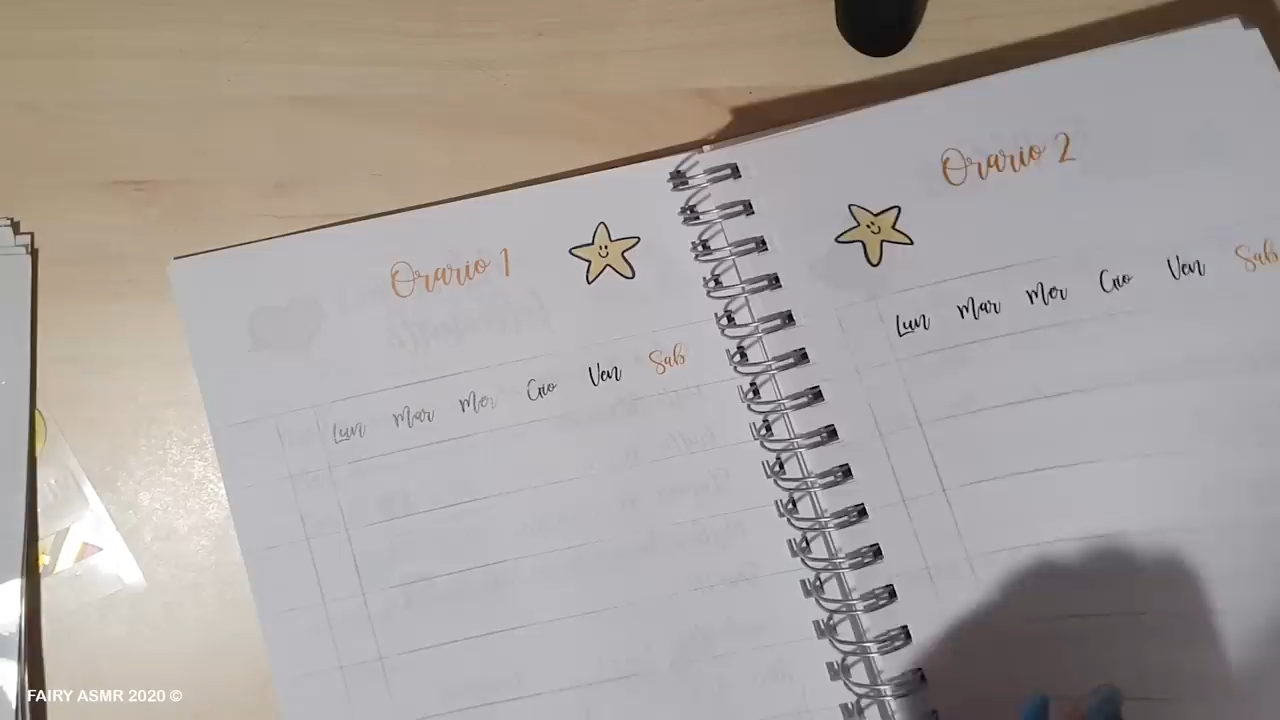 Orario 1
Lun Mar Mer Gio Ven Sab
Orario 2
Lun Mar Mer Gio Ven Sab
FAIRY ASMR 2020 ©